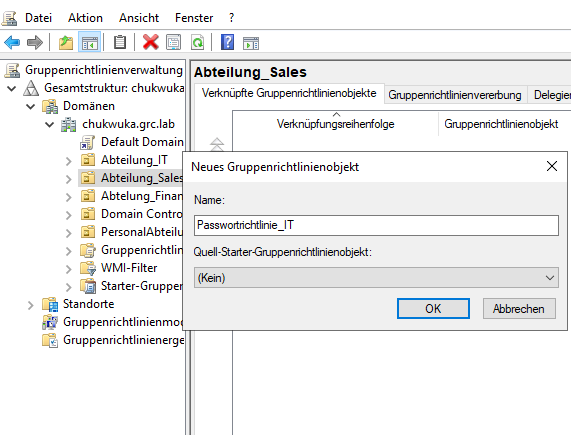 Datei Aktion Ansicht Fenster ?
Gruppenrichtlinienverwaltung
Gesamtstruktur: chukwuka
Domänen
chukwuka.grc.lab
Default Domain
Abteilung_IT
Abteilung_Sales
Abtelung_Finan
Domain Contro
PersonalAbteilu
Gruppenrichtlin
WMI-Filter
Starter-Gruppen
Standorte
Gruppenrichtlinienmo
Gruppenrichtlinienerge
Abteilung_Sales
Verknüpfte Gruppenrichtlinienobjekte Gruppenrichtlinienvererbung Delegier
Verknüpfungsreihenfolge Gruppenrichtlinienobjekt
Neues Gruppenrichtlinienobjekt
Name:
Passwortrichtlinie_IT
Quell-Starter-Gruppenrichtlinienobjekt:
(Kein)
OK Abbrechen